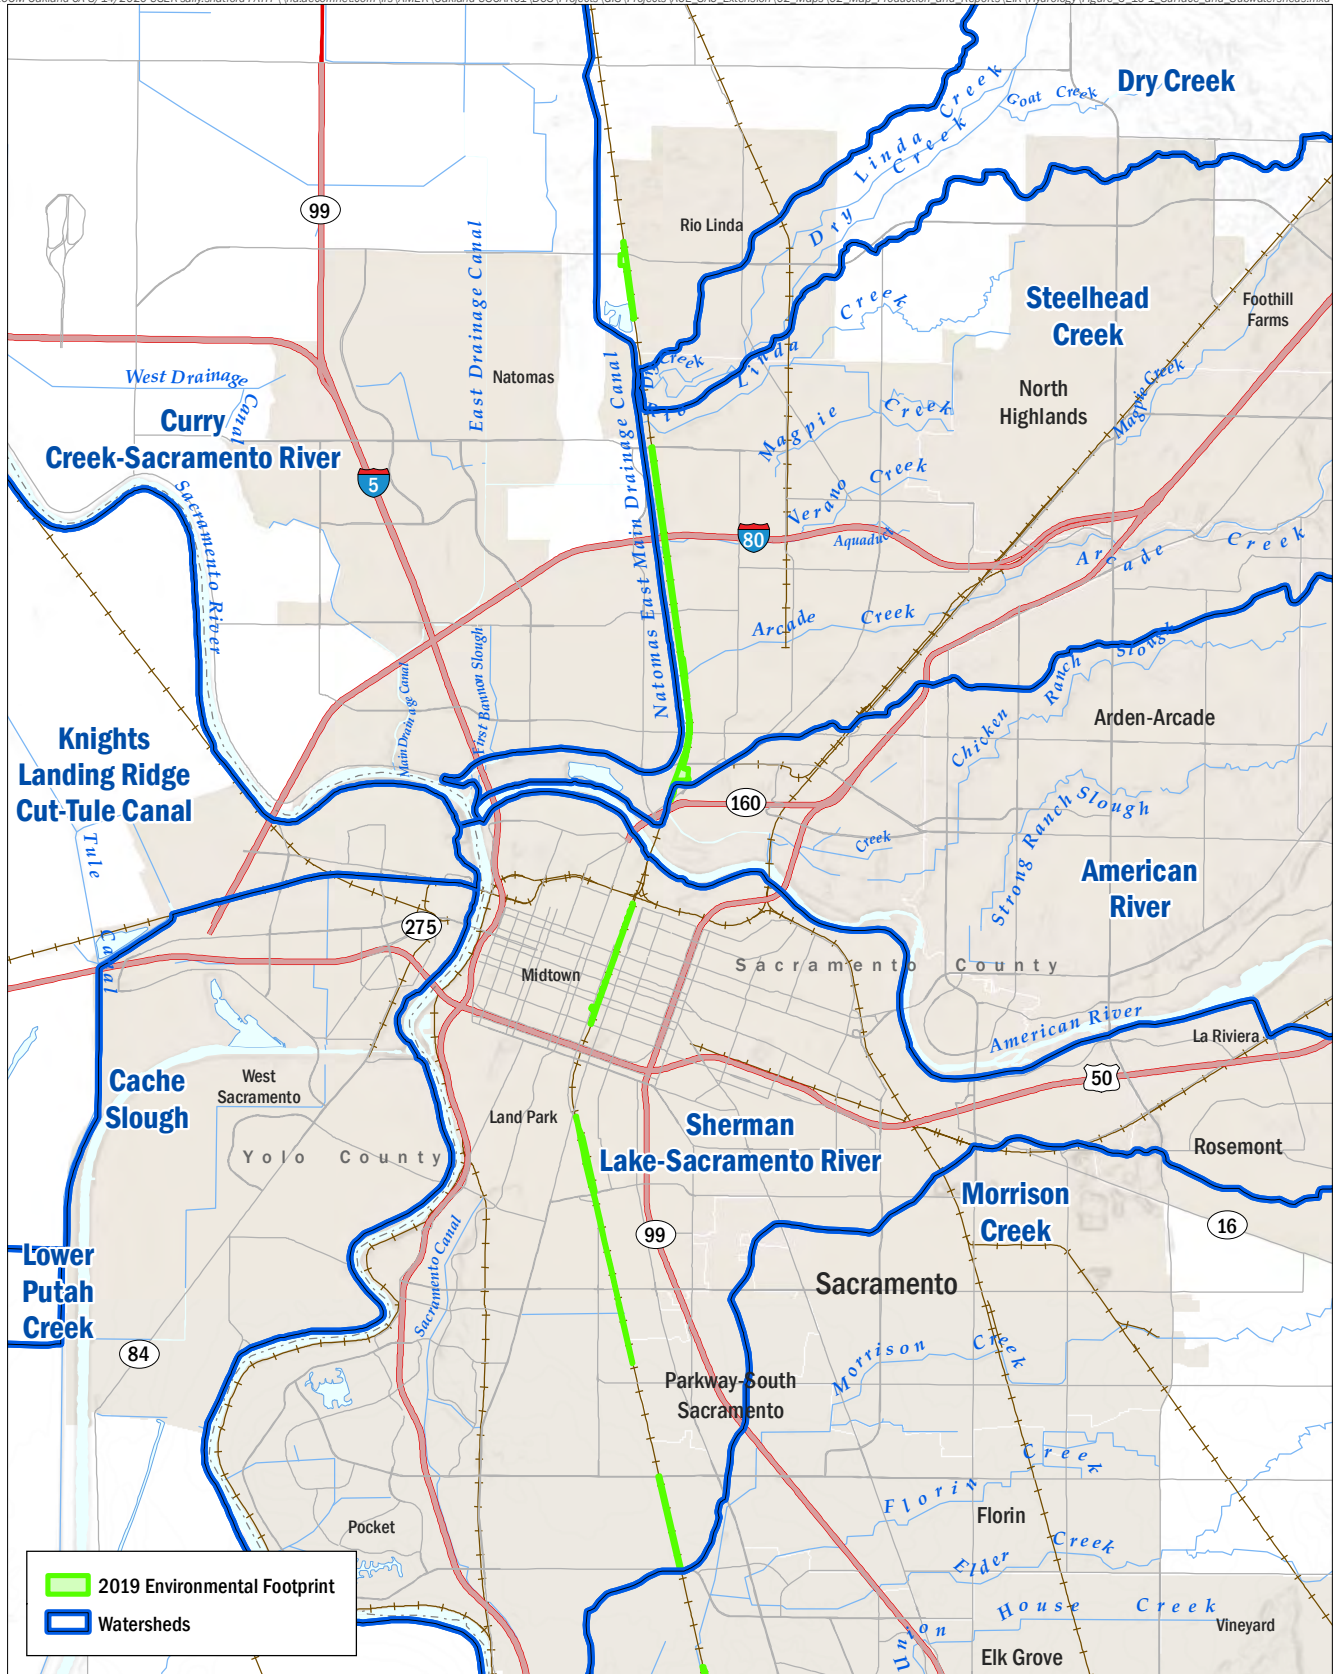 Dry Creek
Goat Creek
Linda Creek
Dry Creek
99
Rio Linda
East Drainage Canal
Steelhead
Creek
Foothill
Farms
Creek
Rio Linda
Dry Creek
Natomas
West Drainage
Canal
North
Highlands
Magpie Creek
Magpie Creek
Curry
Creek-Sacramento River
5
Sacramento River
Natomas East Main Drainage Canal
Verano Creek
80
Aquaduct
Arcade Creek
Arcade Creek
Main Drainage Canal
First Bannon Slough
Chicken Ranch Slough
Arden-Arcade
Knights
Landing Ridge
Cut-Tule Canal
160
Strong Ranch Slough
Creek
Tule Canal
American
River
275
Midtown
Sacramento County
American River
La Riviera
50
Cache
Slough
West
Sacramento
Land Park
Sherman
Lake-Sacramento River
Yolo County
Rosemont
Morrison
Creek
16
99
Sacramento Canal
Lower
Putah
Creek
Sacramento
84
Morrison Creek
Parkway-South
Sacramento
Florin Creek
Florin
Pocket
Elder Creek
2019 Environmental Footprint
Watersheds
Union House Creek
Vineyard
Elk Grove